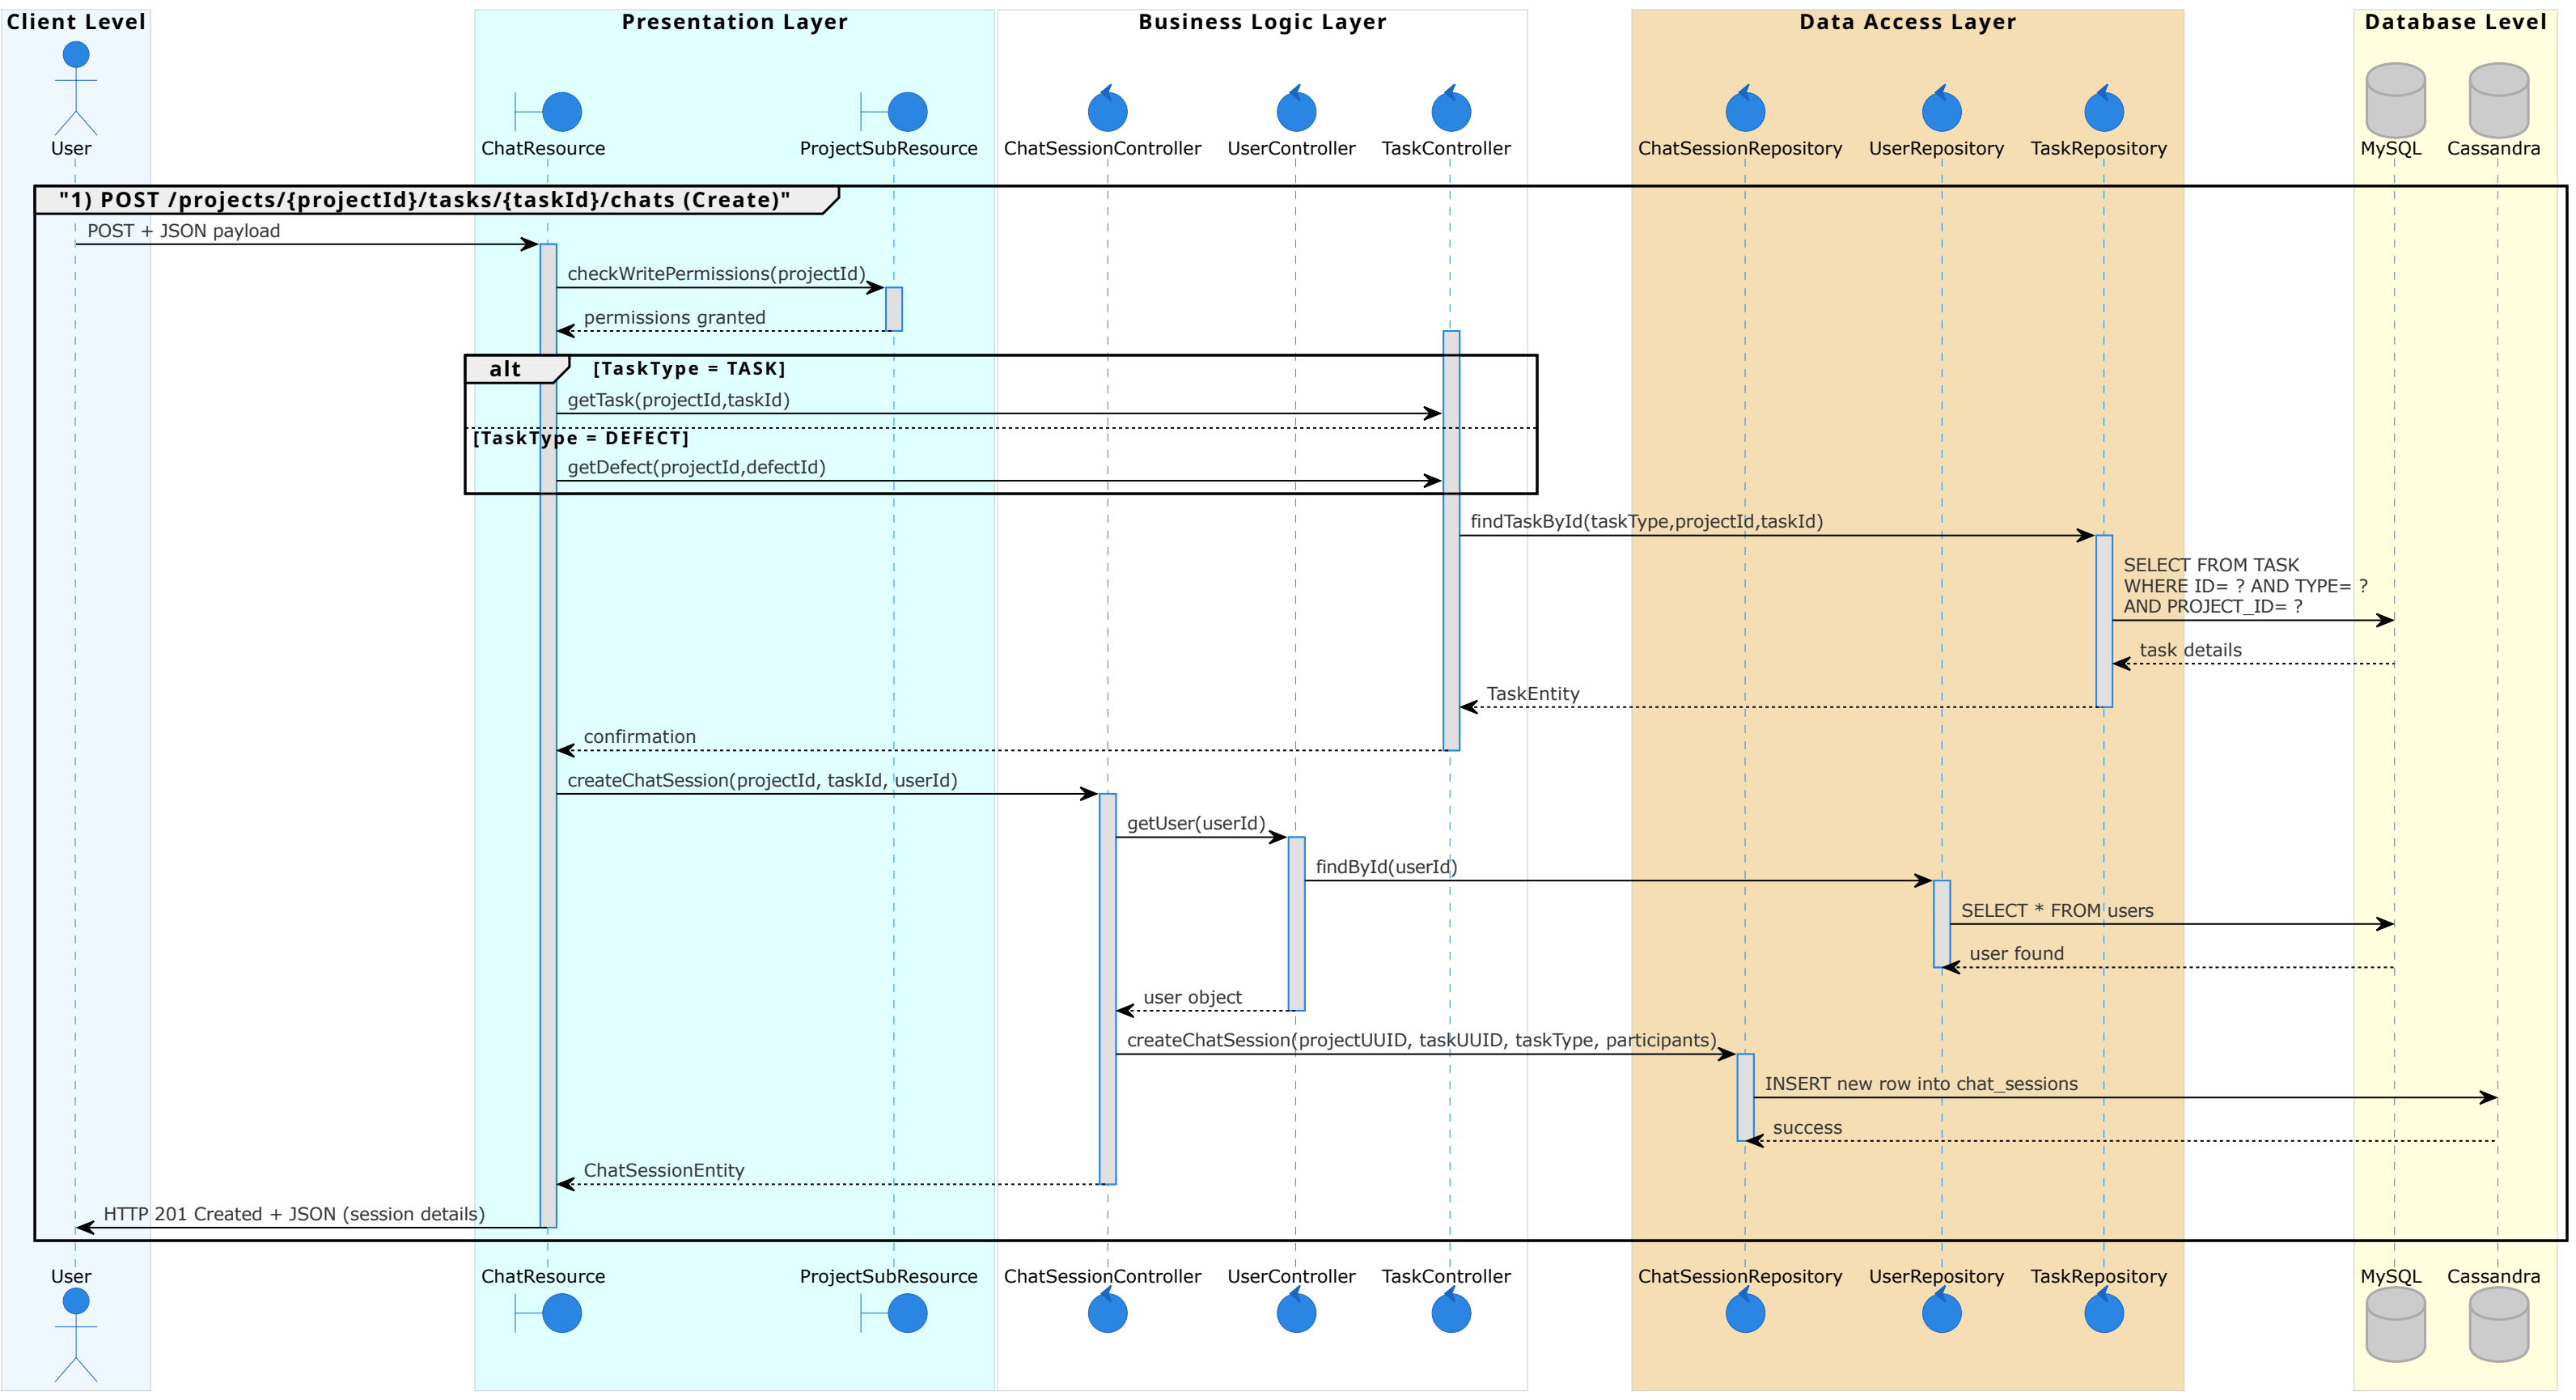 Client Level
Presentation Layer
Business Logic Layer
Data Access Layer
Database Level
User
ChatResource
ProjectSubResource
ChatSessionController
UserController
TaskController
ChatSessionRepository
UserRepository
TaskRepository
MySQL
Cassandra
"1) POST /projects/{projectId}/tasks/{taskId}/chats (Create)"
POST + JSON payload
checkWritePermissions(projectId)
permissions granted
alt
[TaskType = TASK]
getTask(projectId,taskId)
[TaskType = DEFECT]
getDefect(projectId,defectId)
findTaskById(taskType,projectId,taskId)
SELECT FROM TASK
WHERE ID= ? AND TYPE= ?
AND PROJECT_ID= ?
task details
TaskEntity
confirmation
createChatSession(projectId, taskId, userId)
getUser(userId)
findById(userId)
SELECT * FROM users
user found
user object
createChatSession(projectUUID, taskUUID, taskType, participants)
INSERT new row into chat_sessions
success
ChatSessionEntity
HTTP 201 Created + JSON (session details)
User
ChatResource
ProjectSubResource
ChatSessionController
UserController
TaskController
ChatSessionRepository
UserRepository
TaskRepository
MySQL
Cassandra